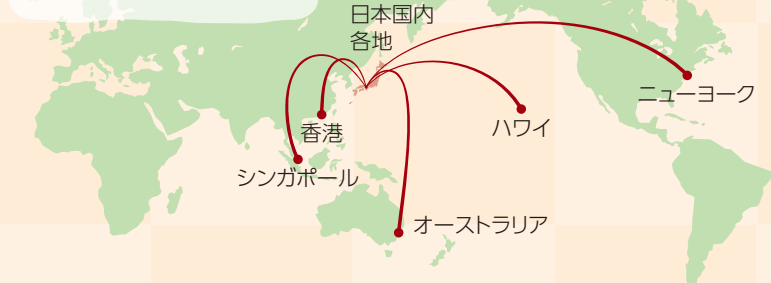 日本国内
各地
ニューヨーク
ハワイ
香港
シンガポール
オーストラリア